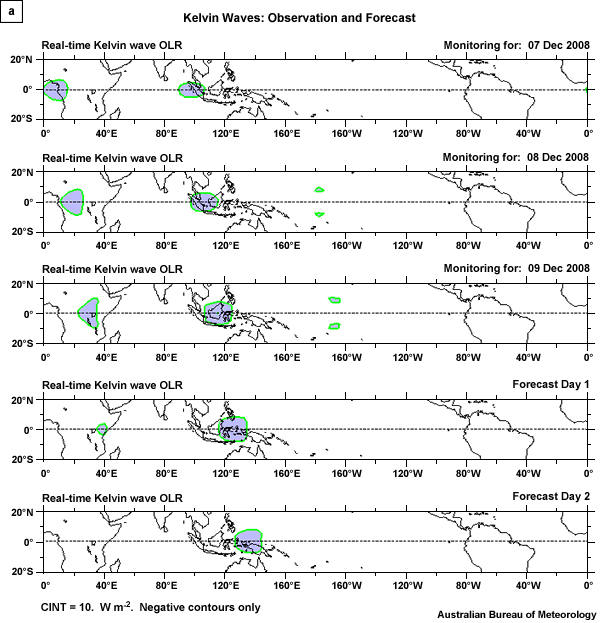 a
Kelvin Waves: Observation and Forecast
Real-time Kelvin wave OLR Monitoring for: 07 Dec 2008
20°N
0°
20°S
0° 40°E 80°E 120°E 160°E 160°W 120°W 80°W 40°W 0°
Real-time Kelvin wave OLR Monitoring for: 08 Dec 2008
20°N
0°
20°S
0° 40°E 80°E 120°E 160°E 160°W 120°W 80°W 40°W 0°
Real-time Kelvin wave OLR Monitoring for: 09 Dec 2008
20°N
0°
20°S
0° 40°E 80°E 120°E 160°E 160°W 120°W 80°W 40°W 0°
Real-time Kelvin wave OLR Forecast Day 1
20°N
0°
20°S
0° 40°E 80°E 120°E 160°E 160°W 120°W 80°W 40°W 0°
Real-time Kelvin wave OLR Forecast Day 2
20°N
0°
20°S
0° 40°E 80°E 120°E 160°E 160°W 120°W 80°W 40°W 0°
CINT = 10. W m-2. Negative contours only
Australian Bureau of Meteorology